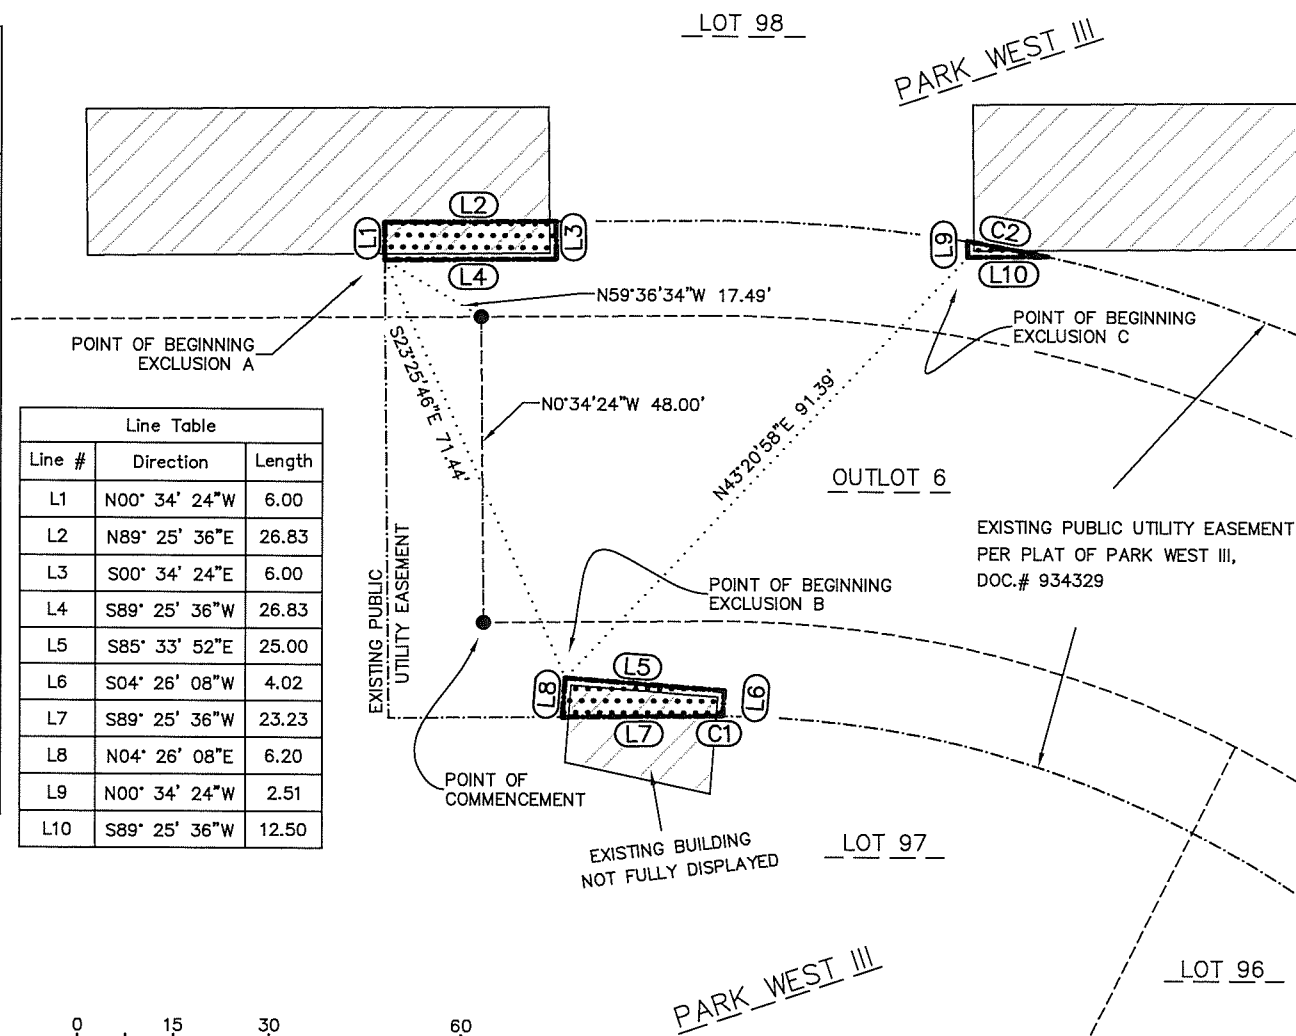 LOT 98
PARK WEST III
L2
L1
L3
L4
L9
C2
L10
N59°36'34"W 17.49'
POINT OF BEGINNING
EXCLUSION A
POINT OF BEGINNING
EXCLUSION C
S23°25'46"E 71.44'
N0°34'24"W 48.00'
N43°20'58"E 91.39'
Line Table
Line # Direction Length
L1 N00° 34' 24"W 6.00
L2 N89° 25' 36"E 26.83
L3 S00° 34' 24"E 6.00
L4 S89° 25' 36"W 26.83
L5 S85° 33' 52"E 25.00
L6 S04° 26' 08"W 4.02
L7 S89° 25' 36"W 23.23
L8 N04° 26' 08"E 6.20
L9 N00° 34' 24"W 2.51
L10 S89° 25' 36"W 12.50
OUTLOT 6
EXISTING PUBLIC UTILITY EASEMENT
PER PLAT OF PARK WEST III,
DOC.# 934329
EXISTING PUBLIC
UTILITY EASEMENT
POINT OF BEGINNING
EXCLUSION B
L5
L8
L6
L7
C1
POINT OF
COMMENCEMENT
EXISTING BUILDING
NOT FULLY DISPLAYED
LOT 97
PARK WEST III
LOT 96
0 15 30 60